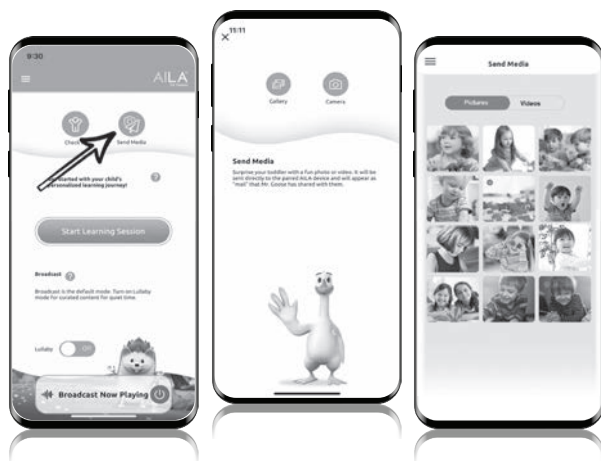 9:30
AILA
Check
Send Media
started with your child's
personalized learning journey!
?
Start Learning Session
Broadcast ?
Broadcast is the default mode. Turn on Lullaby
mode for curated content for quiet time.
Lullaby
Off
Broadcast Now Playing
11:11
Gallery
Camera
Send Media
Surprise your toddler with a fun photo or video. It will be
sent directly to the paired AILA device and will appear as
"mail" that Mr. Goose has shared with them.
Send Media
Pictures
Videos